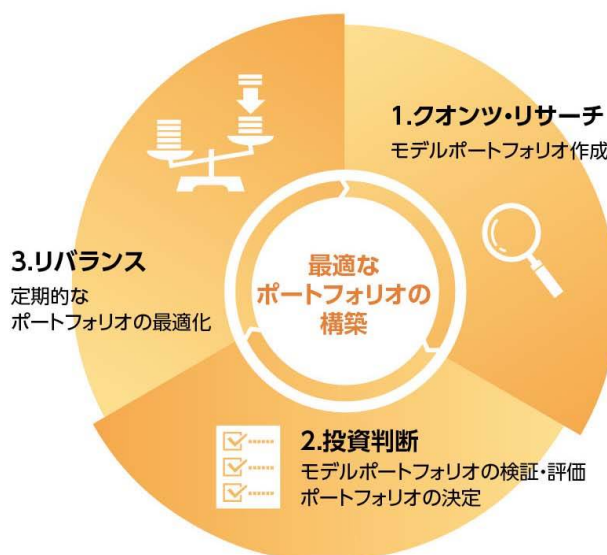 1.クオンツ・リサーチ
モデルポートフォリオ作成
最適な
ポートフォリオの
構築
3.リバランス
定期的な
ポートフォリオの最適化
2.投資判断
モデルポートフォリオの検証・評価
ポートフォリオの決定